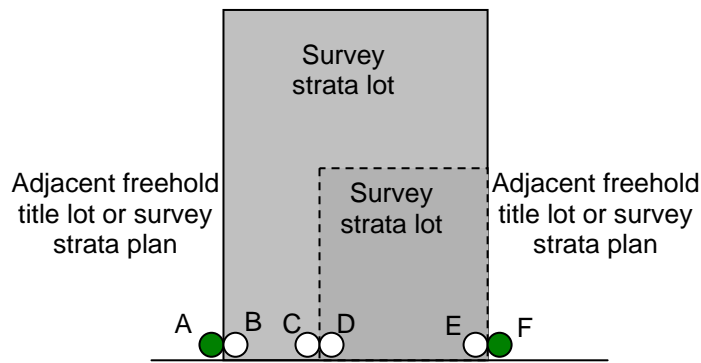 Survey
strata lot
Adjacent freehold
title lot or survey
strata plan
Survey
strata lot
Adjacent freehold
title lot or survey
strata plan
A
B
C
D
E
F